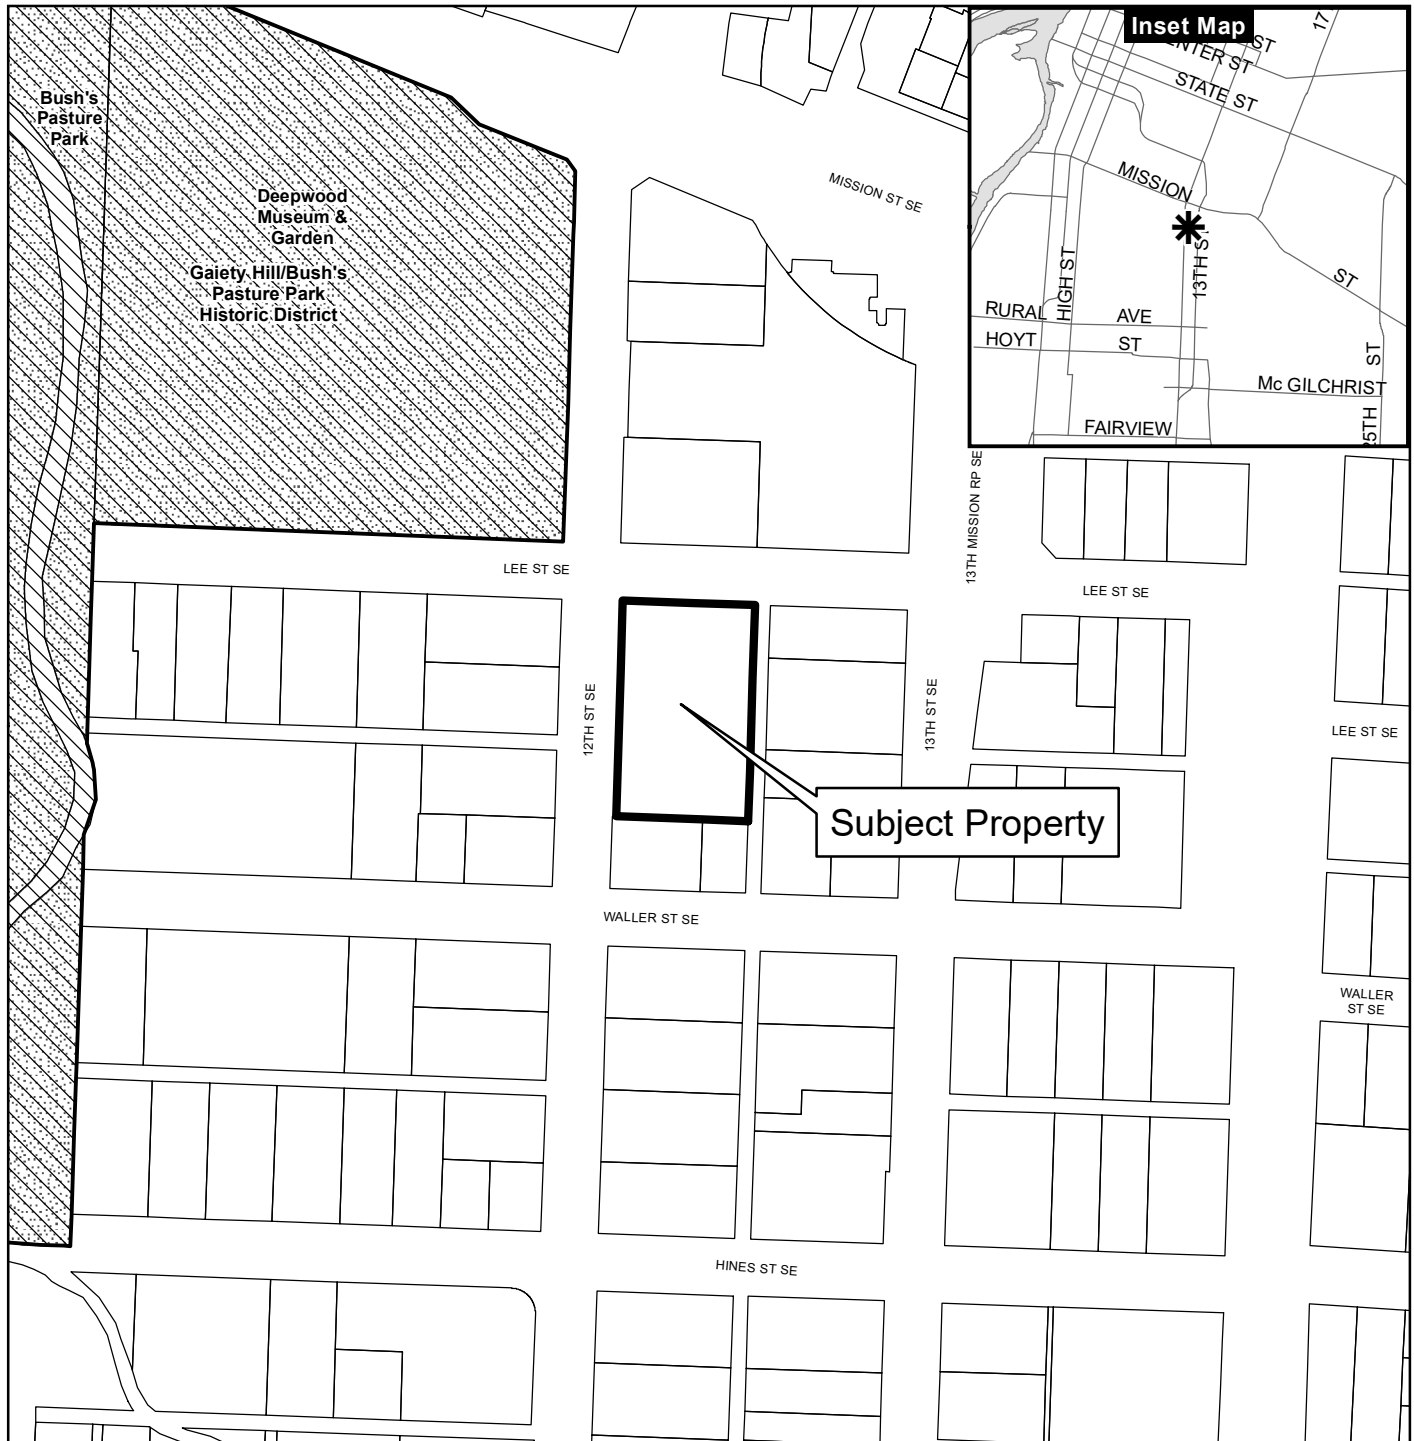 Bush's
Pasture
Park
Deepwood
Museum &
Garden
Gaiety Hill/Bush's
Pasture Park
Historic District
MISSION ST SE
Inset Map
17
ST
ENTER ST
STATE ST
MISSION
13TH S
HIGH ST
ST
RURAL AVE
HOYT ST
ST
Mc GILCHRIST
FAIRVIEW
25TH
13TH MISSION RP SE
LEE ST SE
LEE ST SE
12TH ST SE
13TH ST SE
LEE ST SE
Subject Property
WALLER ST SE
WALLER
ST SE
HINES ST SE